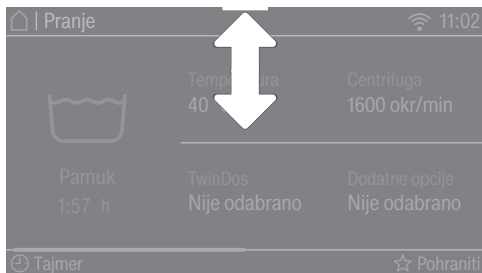 | Pranje 11:02
Temperatura Centrifuga
40 1600 okr/min
Pamuk TwinDos Dodatne opcije
1:57 h Nije odabrano Nije odabrano
Tajmer Pohraniti